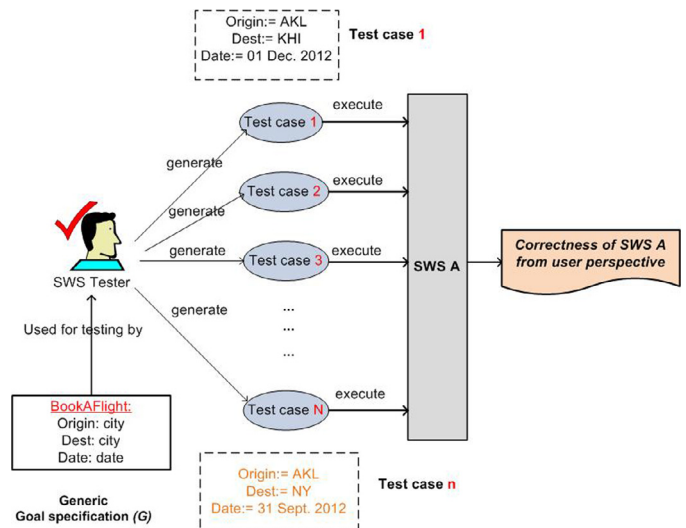 Origin:= AKL
Dest:= KHI
Date:= 01 Dec. 2012
Test case 1
Test case 1
execute
generate
Test case 2
execute
generate
SWS Tester
generate
Test case 3
execute
SWS A
Correctness of SWS A
from user perspective
Used for testing by
generate
...
...
...
BookAFlight:
Origin: city
Dest: city
Date: date
Test case N
execute
Generic
Goal specification (G)
Origin:= AKL
Dest:= NY
Date:= 31 Sept. 2012
Test case n